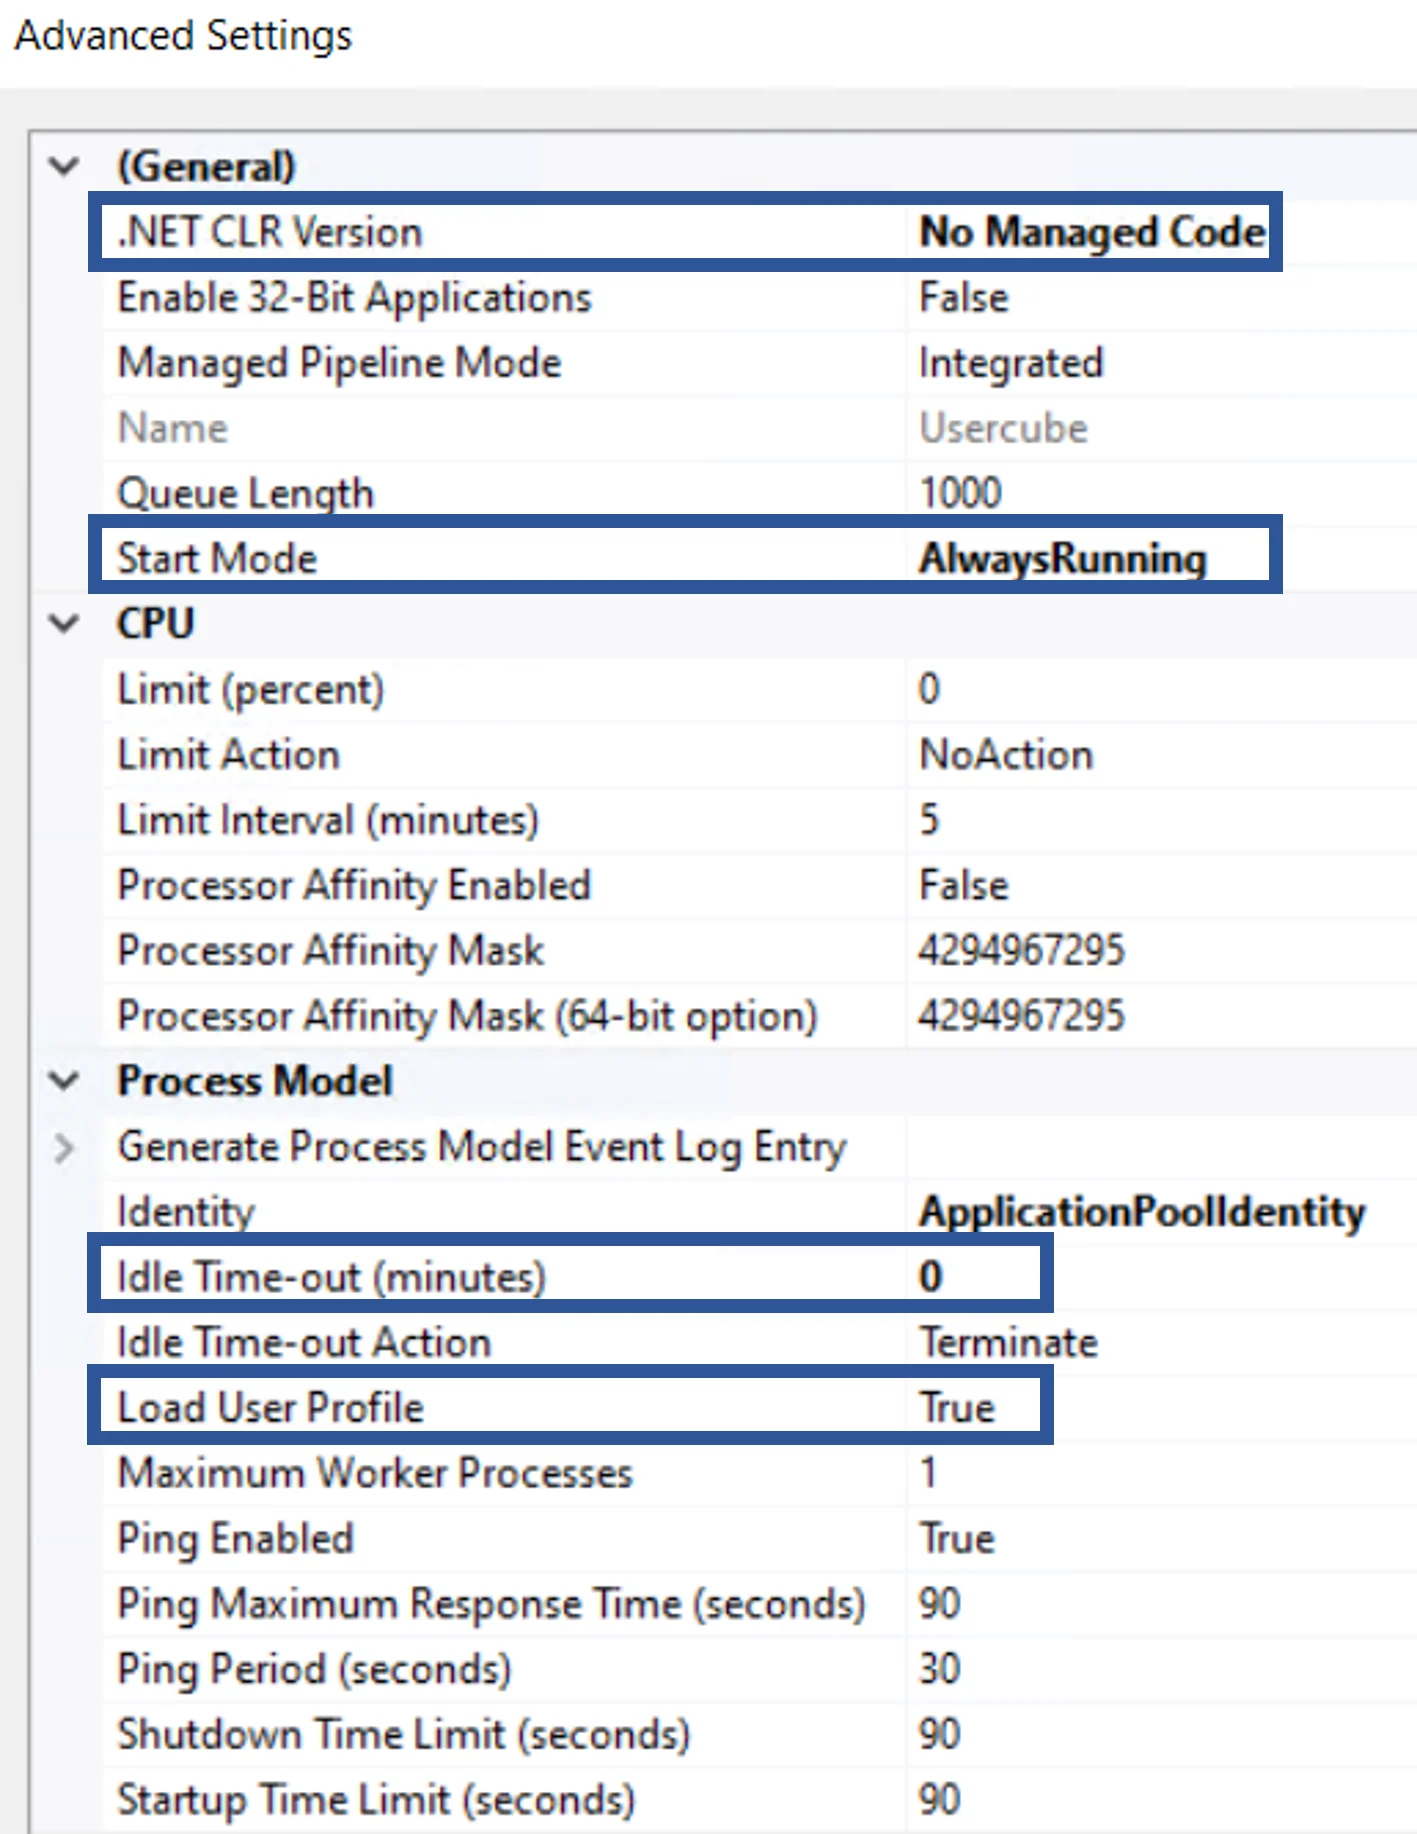 Advanced Settings
(General)
.NET CLR Version No Managed Code
Enable 32-Bit Applications False
Managed Pipeline Mode Integrated
Name Usercube
Queue Length 1000
Start Mode AlwaysRunning
CPU
Limit (percent) 0
Limit Action NoAction
Limit Interval (minutes) 5
Processor Affinity Enabled False
Processor Affinity Mask 4294967295
Processor Affinity Mask (64-bit option) 4294967295
Process Model
Generate Process Model Event Log Entry
Identity ApplicationPoolIdentity
Idle Time-out (minutes) 0
Idle Time-out Action Terminate
Load User Profile True
Maximum Worker Processes 1
Ping Enabled True
Ping Maximum Response Time (seconds) 90
Ping Period (seconds) 30
Shutdown Time Limit (seconds) 90
Startup Time Limit (seconds) 90